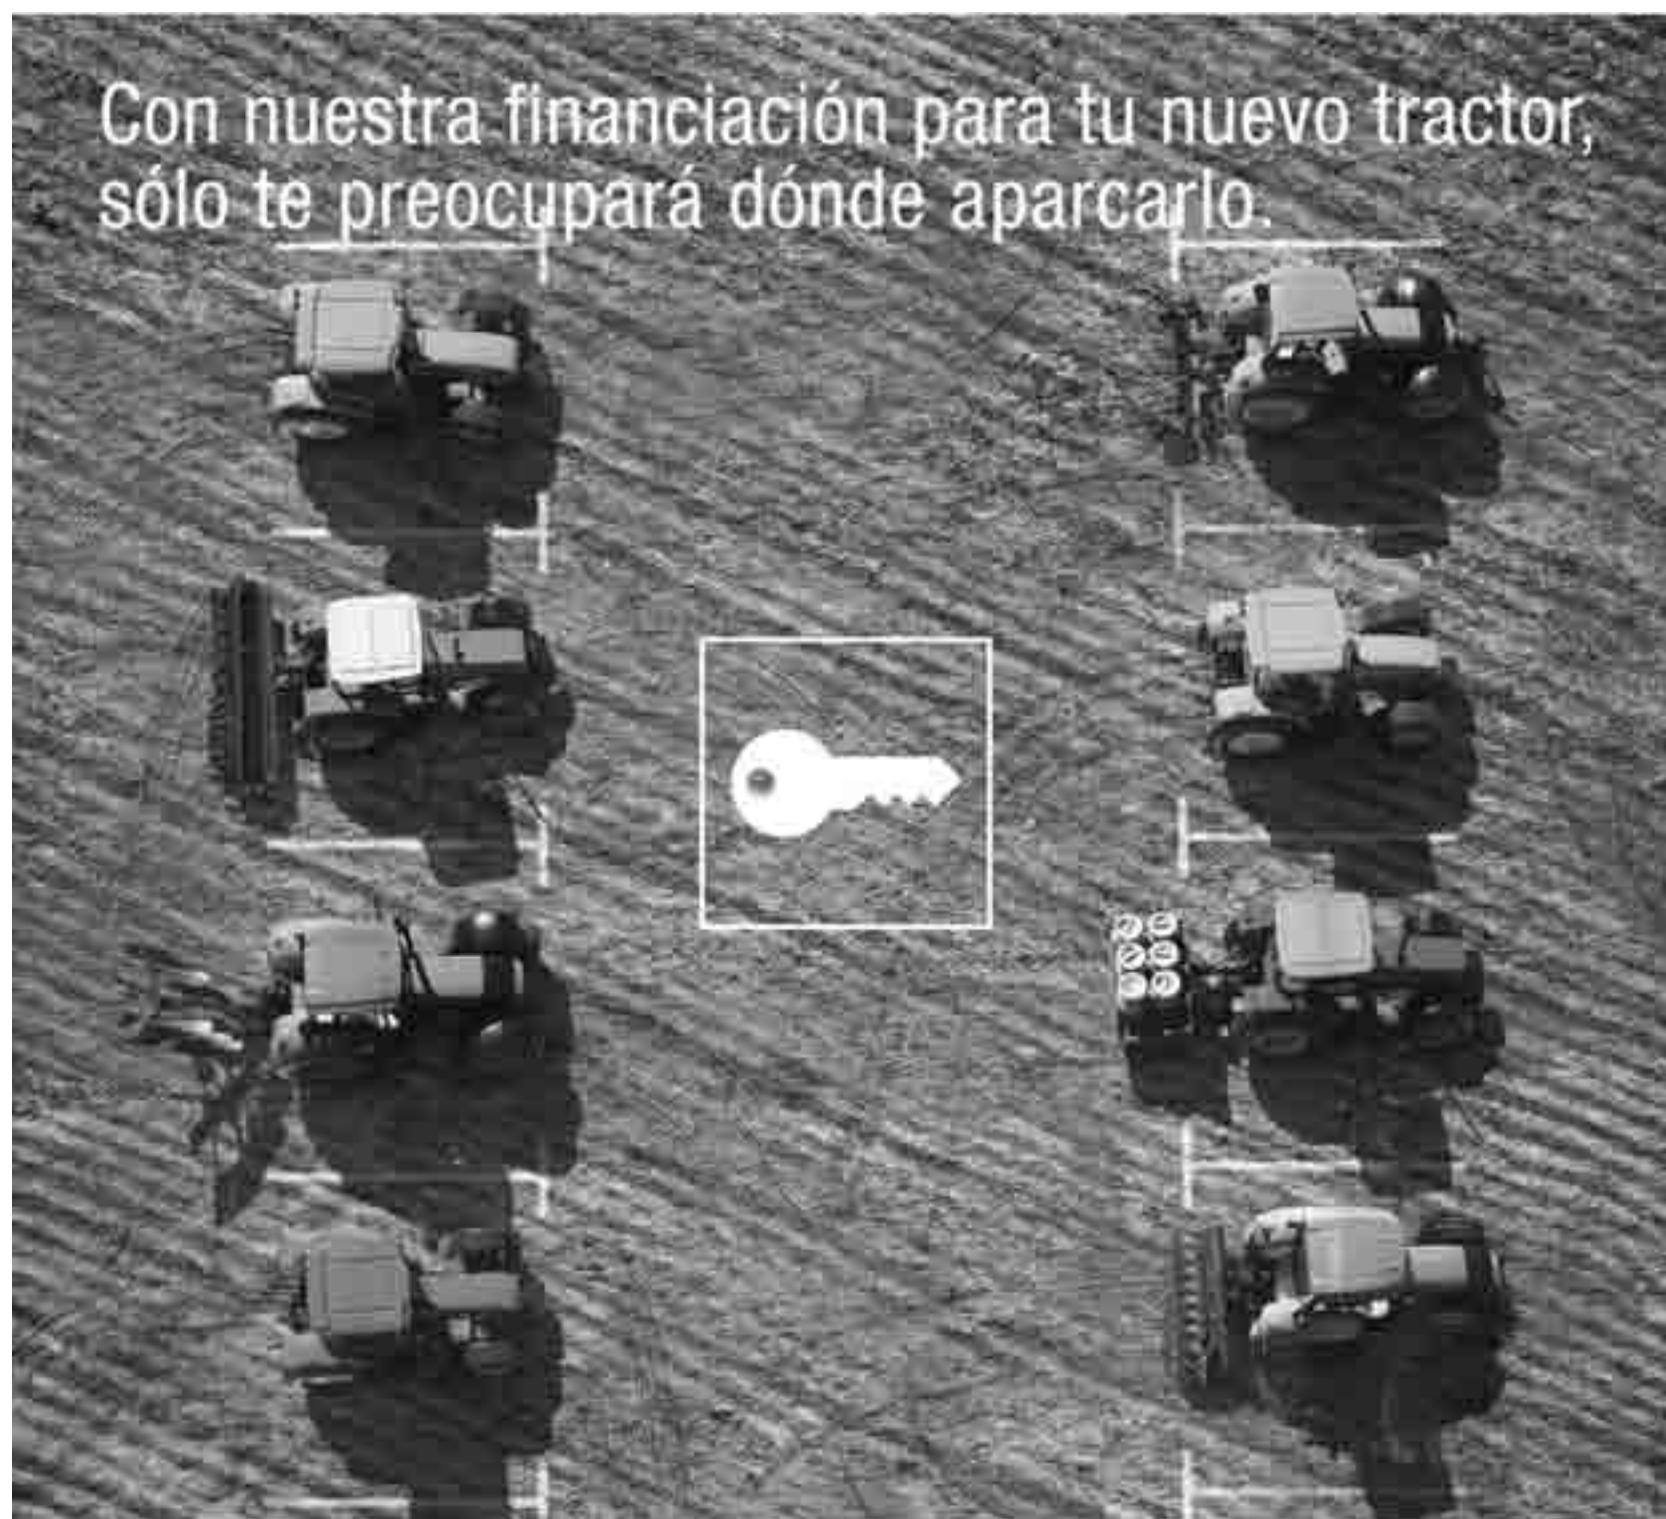 Con nuestra financiación para tu nuevo tractor,
sólo te preocupará dónde aparcarlo.